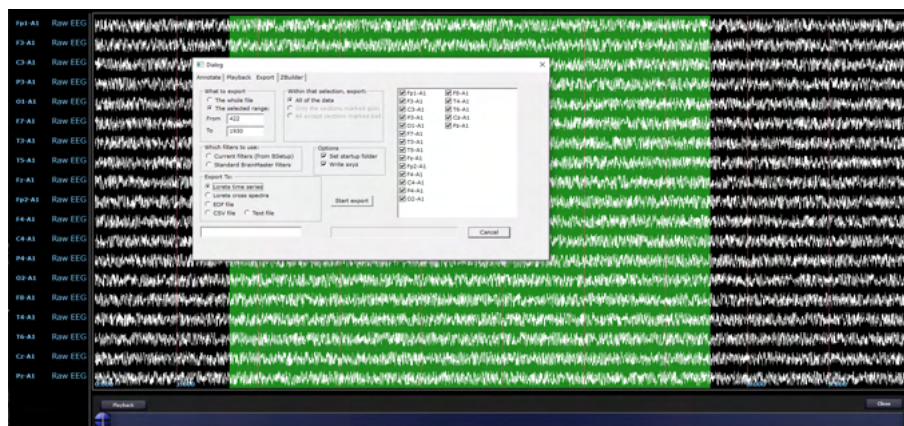 Fp1-A1 Raw EEG
F3-A1 Raw EEG
C3-A1 Raw EEG
P3-A1 Raw EEG
O1-A1 Raw EEG
F7-A1 Raw EEG
T3-A1 Raw EEG
T5-A1 Raw EEG
Fz-A1 Raw EEG
Fp2-A1 Raw EEG
F4-A1 Raw EEG
C4-A1 Raw EEG
P4-A1 Raw EEG
O2-A1 Raw EEG
F8-A1 Raw EEG
T4-A1 Raw EEG
T6-A1 Raw EEG
Cz-A1 Raw EEG
Pz-A1 Raw EEG
Dialog
Annotate Playback Export ZBuilder
What to export
The whole file
The selected range:
From 422
To 1930
Within that selection, export:
All of the data
Only the sections marked
All except sections marked
Which filters to use:
Current filters (from BSetup)
Standard BrainMaster filters
Options
Set startup folder
Write sxyz
Export To:
Loreta time series
Loreta cross spectra
EDF file
CSV file Text file
Start export
Cancel
Fp1-A1
F3-A1
C3-A1
P3-A1
O1-A1
F7-A1
T3-A1
T5-A1
Fz-A1
Fp2-A1
F4-A1
C4-A1
P4-A1
O2-A1
F8-A1
T4-A1
T6-A1
Cz-A1
Pz-A1
Playback
Close